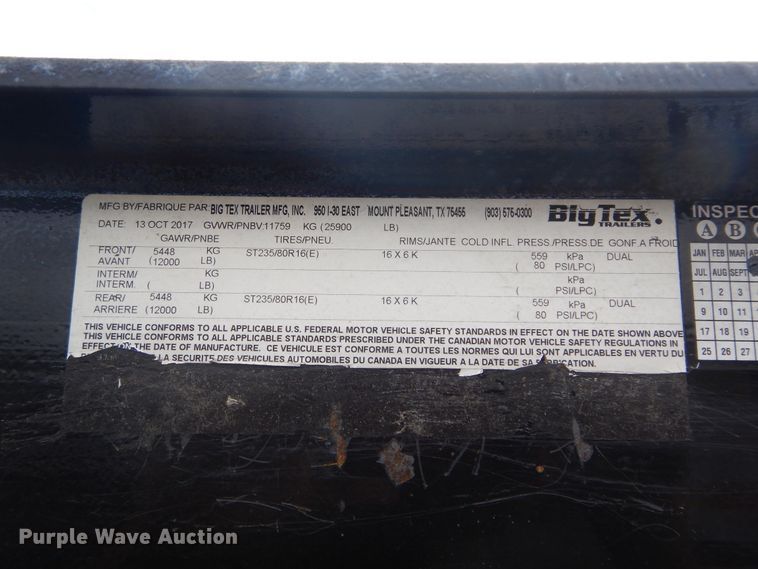 MFG BY/FABRIQUE PAR: BIG TEX TRAILER MFG, INC. 950 I-30 EAST MOUNT PLEASANT, TX 75455 (903) 576-0300
Big Tex.
TRAILERS
DATE: 13 OCT 2017 GVWR/PNBV:11759 KG (25900 LB)
GAWR/PNBE TIRES/PNEU. RIMS/JANTE COLD INFL. PRESS./PRESS.DE GONF.A FROID
FRONT/ 5448 KG ST235/80R16(E) 16 X 6 K 559 kPa DUAL
AVANT (12000 LB) ( 80 PSI/LPC)
INTERM/ KG kPa
INTERM. ( LB) ( PSI/LPC)
REAR/ 5448 KG ST235/80R16(E) 16 X 6 K 559 kPa DUAL
ARRIERE (12000 LB) ( 80 PSI/LPC)
THIS VEHICLE CONFORMS TO ALL APPLICABLE U.S. FEDERAL MOTOR VEHICLE SAFETY STANDARDS IN EFFECT ON THE DATE SHOWN ABOVE
THIS VEHICLE CONFORMS TO ALL APPLICABLE STANDARDS PRESCRIBED UNDER THE CANADIAN MOTOR VEHICLE SAFETY REGULATIONS IN
EFFECT ON THE DATE OF MANUFACTURE. CE VEHICULE EST CONFORME A TOUTES LES NORMES QUI LUI SONT APPLICABLES EN VERTU DU
LA SECURITE DES VEHICULES AUTOMOBILES DU CANADA EN VIGUEUR A LA DATE DE SA FABRICATION.
INSPEC
A B
JAN FEB MAR AP
JUL AUG SEPT
1 2 3
9 10 11
17 18 19
25 26 27
Purple Wave Auction